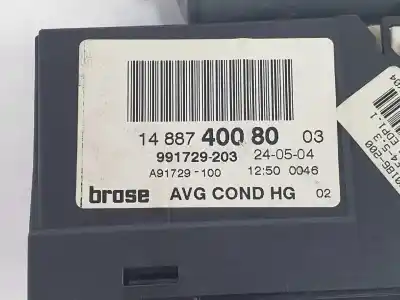 14 887 400 80 03
991729-203 24-05-04
A91729-100 12:50 0046
brose AVG COND HG 02